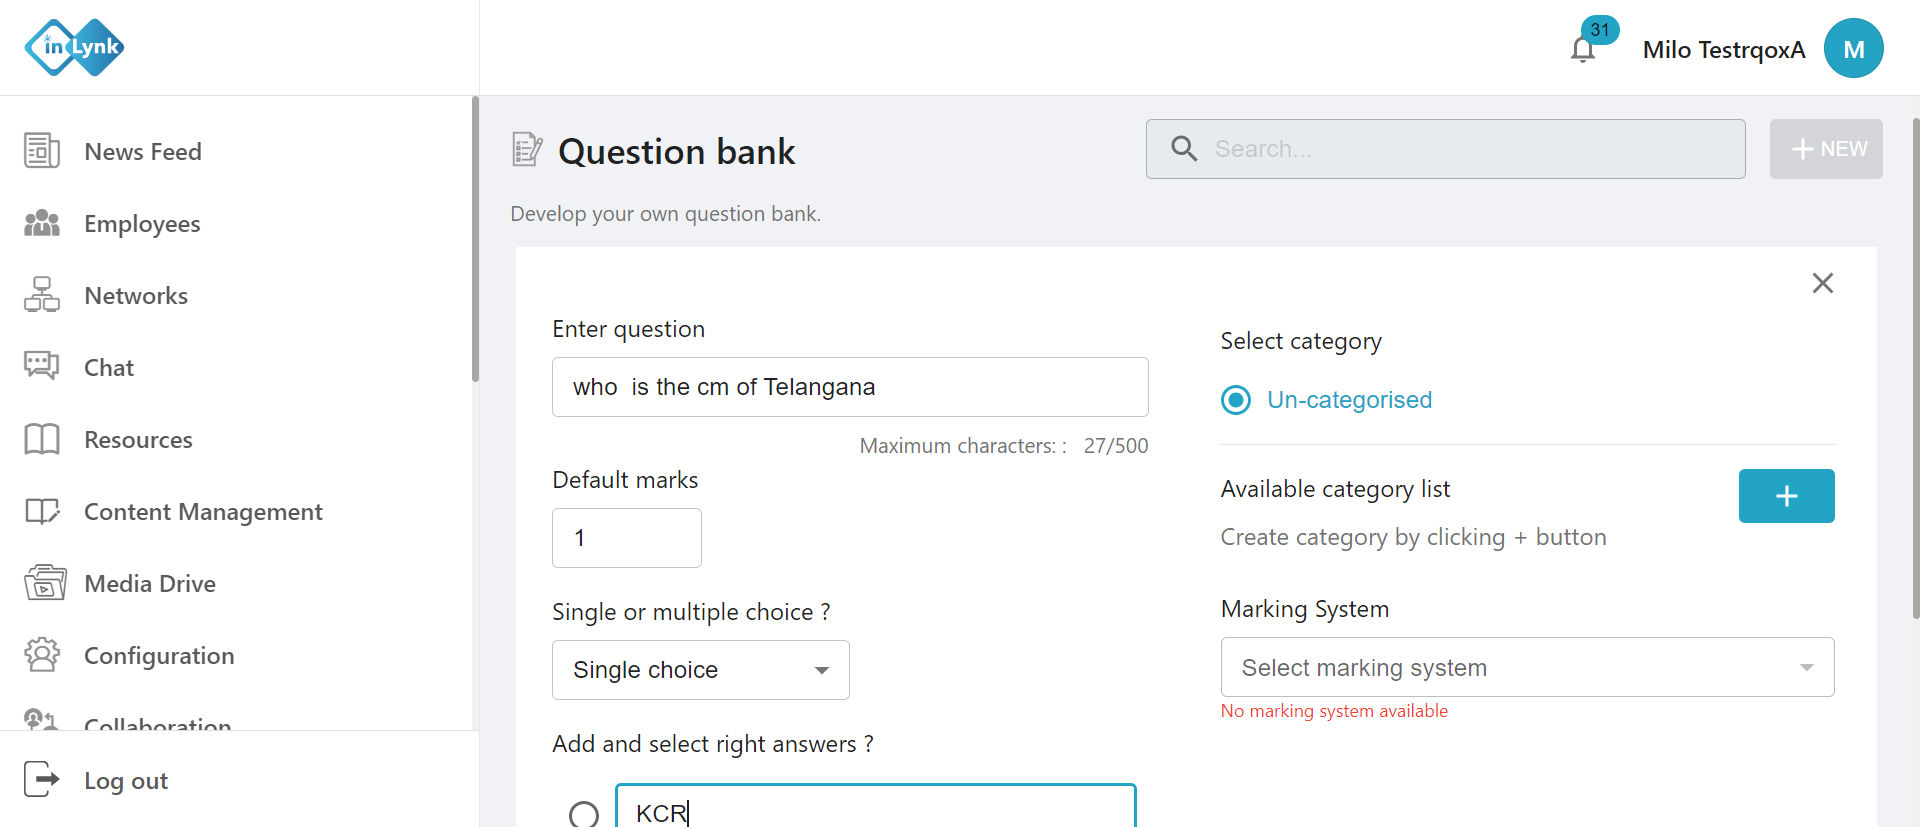 in Lynk
31
Milo TestrqoxA
M
News Feed
Employees
Networks
Chat
Resources
Content Management
Media Drive
Configuration
Collaboration
Log out
Question bank
Search...
+ NEW
Develop your own question bank.
Enter question
who  is the cm of Telangana
Maximum characters: :   27/500
Default marks
1
Single or multiple choice ?
Single choice
Add and select right answers ?
KCR
Select category
Un-categorised
Available category list
+
Create category by clicking + button
Marking System
Select marking system
No marking system available